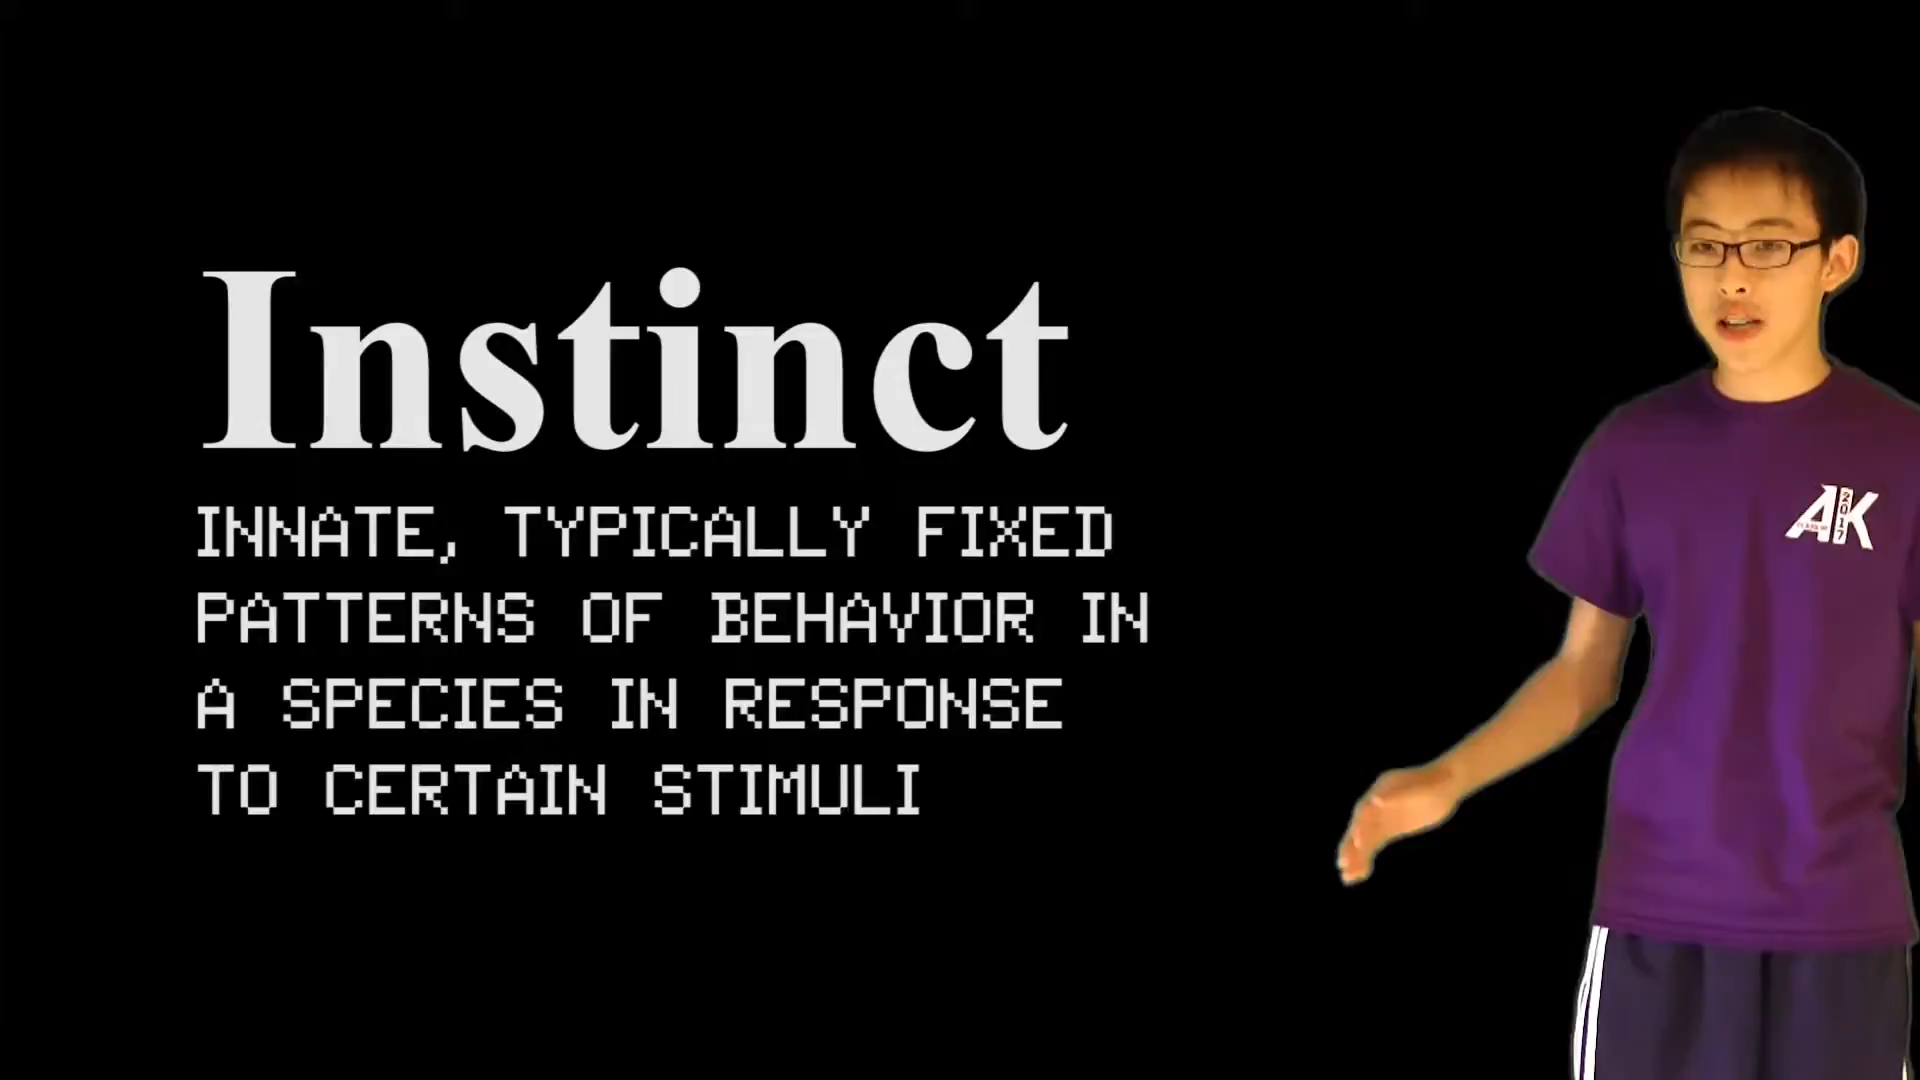 Instinct
INNATE, TYPICALLY FIXED
PATTERNS OF BEHAVIOR IN
A SPECIES IN RESPONSE
TO CERTAIN STIMULI
AK
2017